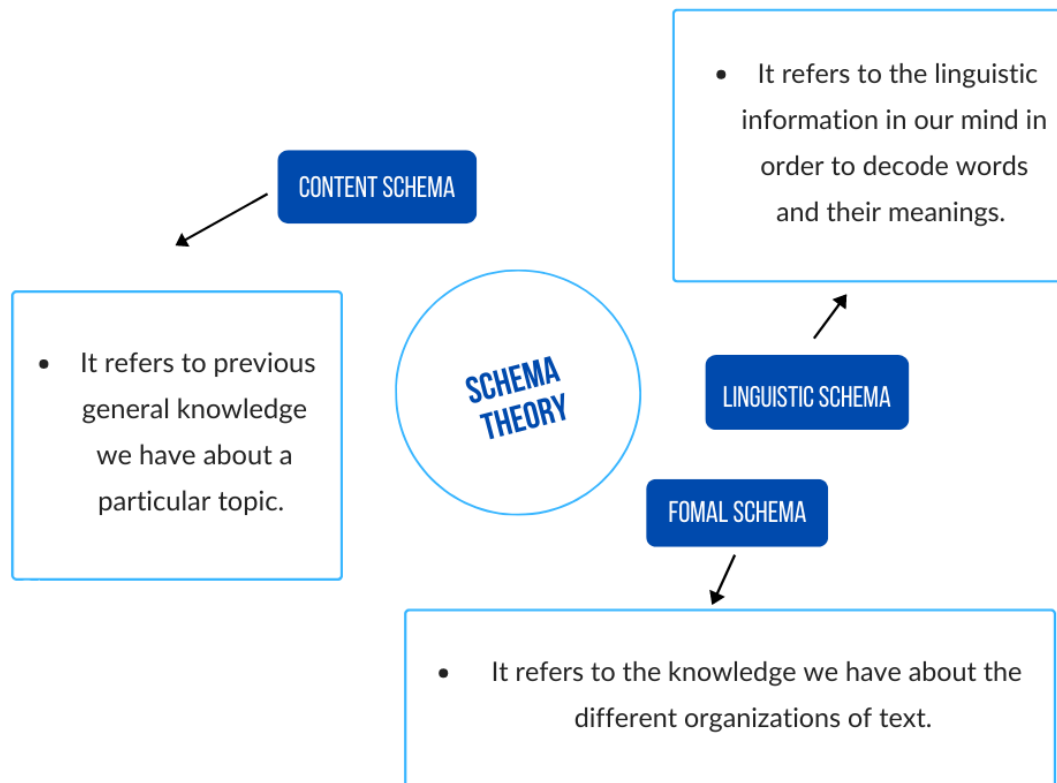 CONTENT SCHEMA
• It refers to previous
general knowledge
we have about a
particular topic.
SCHEMA
THEORY
• It refers to the linguistic
information in our mind in
order to decode words
and their meanings.
LINGUISTIC SCHEMA
FOMAL SCHEMA
• It refers to the knowledge we have about the
different organizations of text.